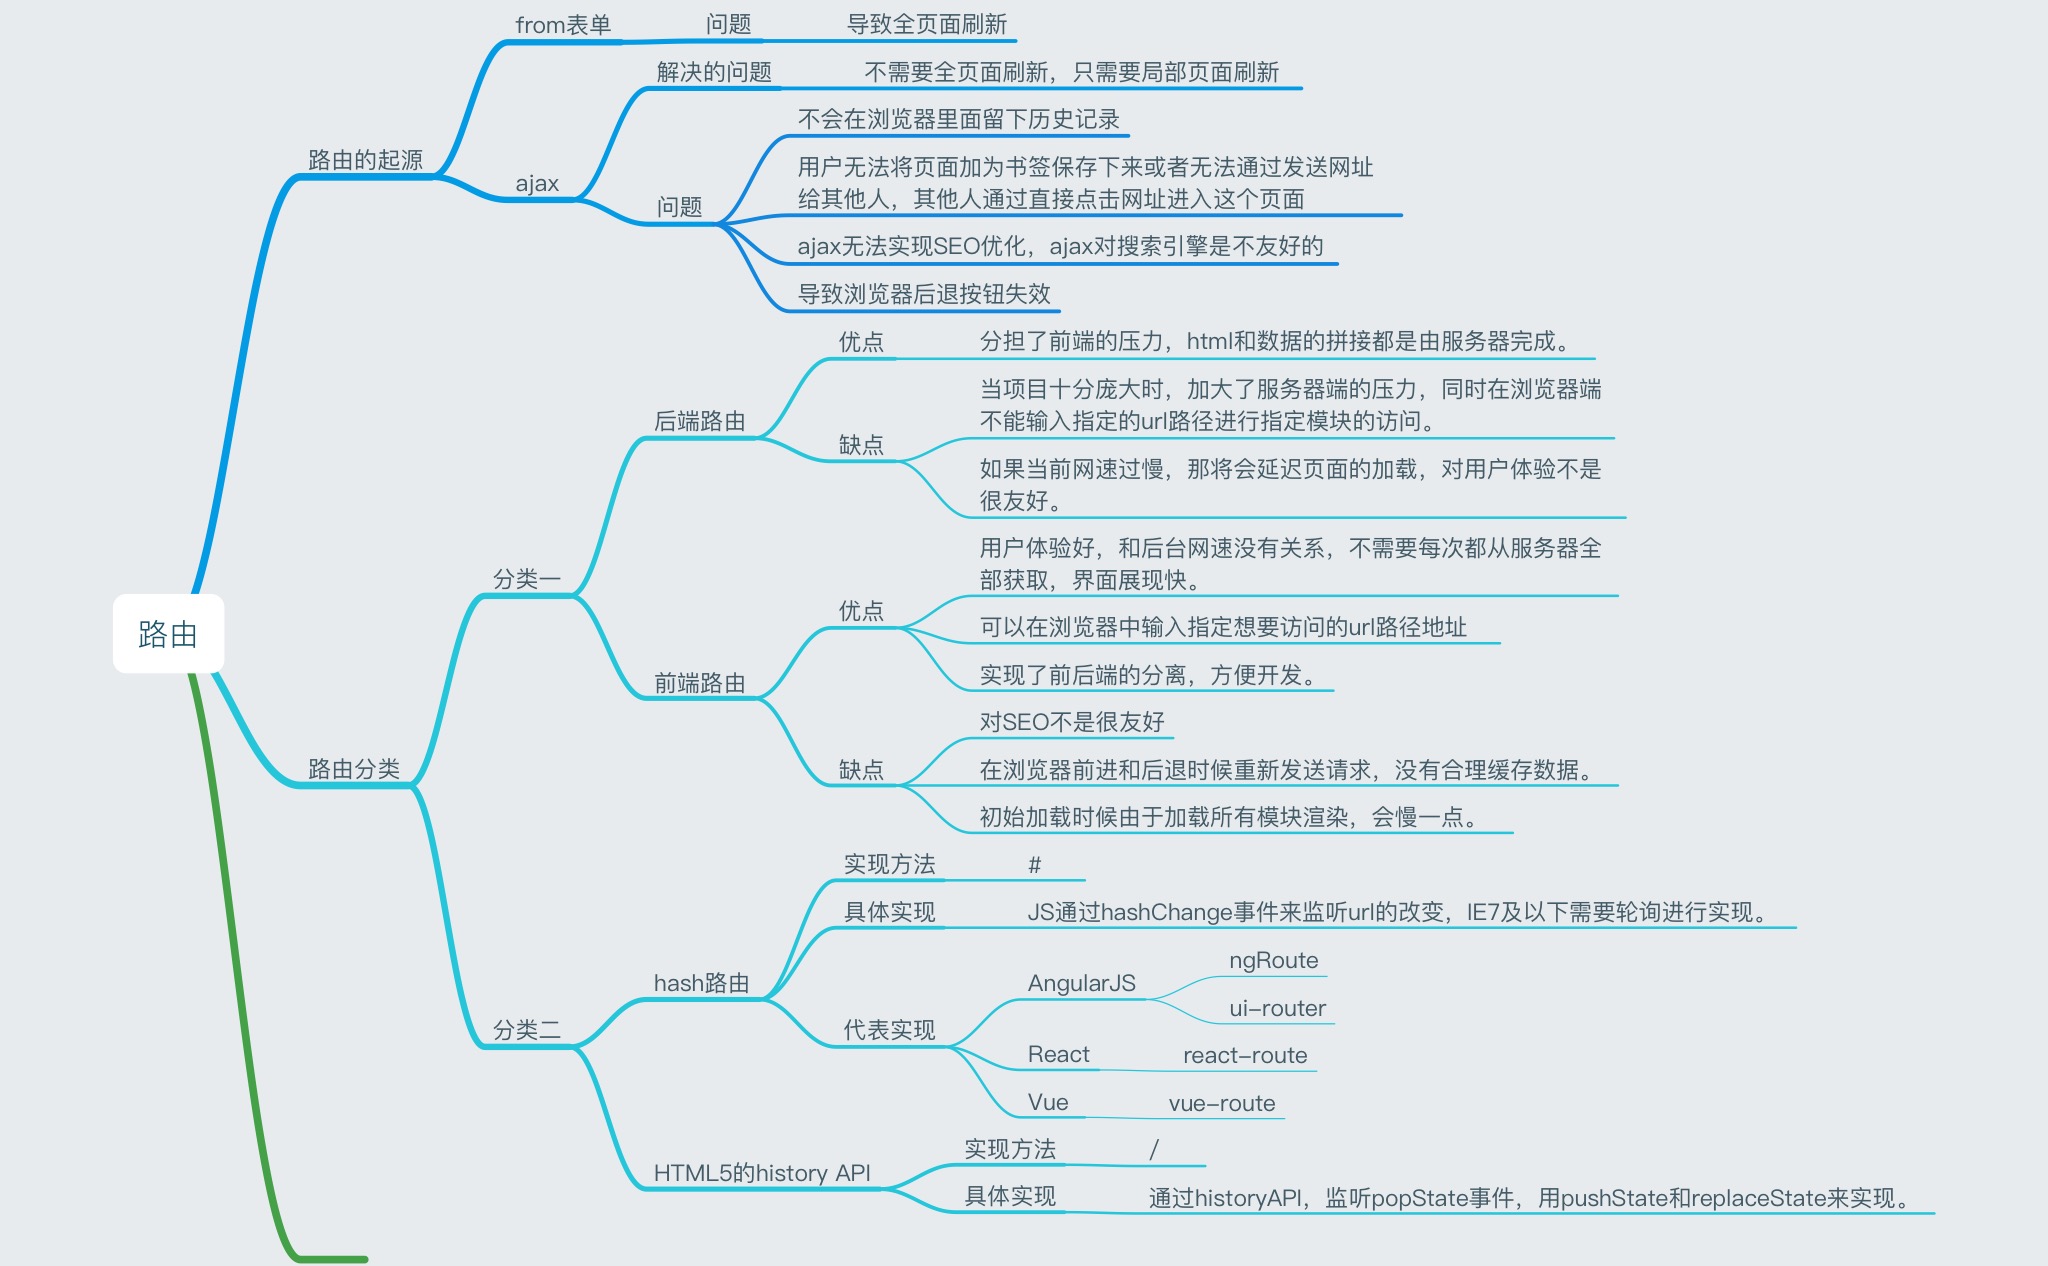 from表单
问题
导致全页面刷新
解决的问题
不需要全页面刷新，只需要局部页面刷新
不会在浏览器里面留下历史记录
路由的起源
用户无法将页面加为书签保存下来或者无法通过发送网址
给其他人，其他人通过直接点击网址进入这个页面
ajax
问题
ajax无法实现SEO优化，ajax对搜索引擎是不友好的
导致浏览器后退按钮失效
优点
分担了前端的压力，html和数据的拼接都是由服务器完成。
当项目十分庞大时，加大了服务器端的压力，同时在浏览器端
不能输入指定的url路径进行指定模块的访问。
后端路由
缺点
如果当前网速过慢，那将会延迟页面的加载，对用户体验不是
很友好。
用户体验好，和后台网速没有关系，不需要每次都从服务器全
部获取，界面展现快。
分类一
优点
可以在浏览器中输入指定想要访问的url路径地址
路由
实现了前后端的分离，方便开发。
前端路由
对SEO不是很友好
路由分类
缺点
在浏览器前进和后退时候重新发送请求，没有合理缓存数据。
初始加载时候由于加载所有模块渲染，会慢一点。
实现方法
#
具体实现
JS通过hashChange事件来监听url的改变，IE7及以下需要轮询进行实现。
ngRoute
hash路由
AngularJS
ui-router
分类二
代表实现
React
react-route
Vue
vue-route
实现方法
/
HTML5的history API
具体实现
通过historyAPI，监听popState事件，用pushState和replaceState来实现。